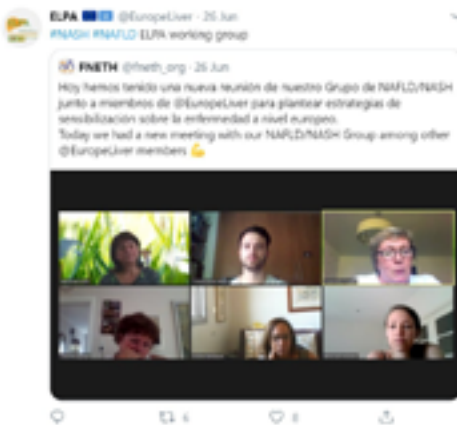 ELPA @EuropeLiver · 26 Jun
#NASH #NAFLD ELPA working group
FNETH @fneth_org · 26 Jun
Hoy hemos tenido una nueva reunión de nuestro Grupo de NAFLD/NASH
junto a miembros de @EuropeLiver para plantear estrategias de
sensibilización sobre la enfermedad a nivel europeo.
Today we had a new meeting with our NAFLD/NASH Group among other
@EuropeLiver members 💪
6 8